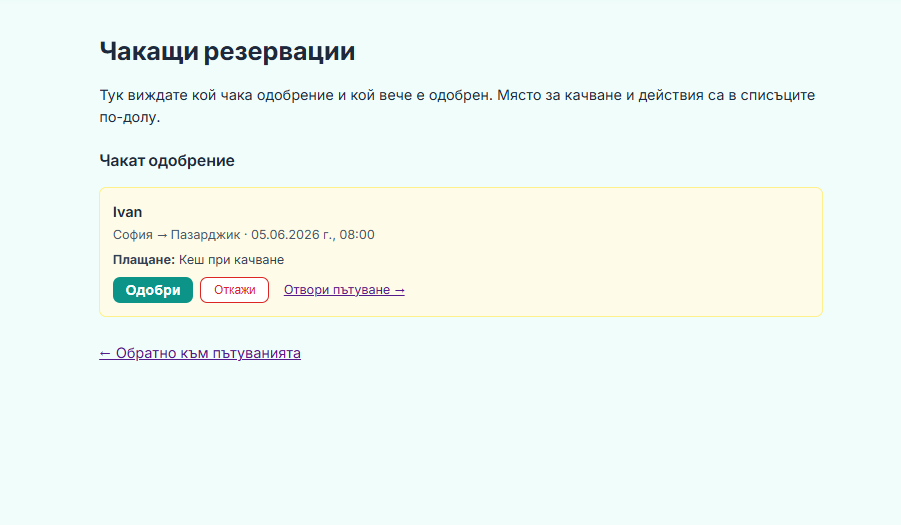 Чакащи резервации
Тук виждате кой чака одобрение и кой вече е одобрен. Място за качване и действия са в списъците
по-долу.
Чакат одобрение
Ivan
София → Пазарджик · 05.06.2026 г., 08:00
Плащане: Кеш при качване
Одобри Откажи Отвори пътуване →
← Обратно към пътуванията